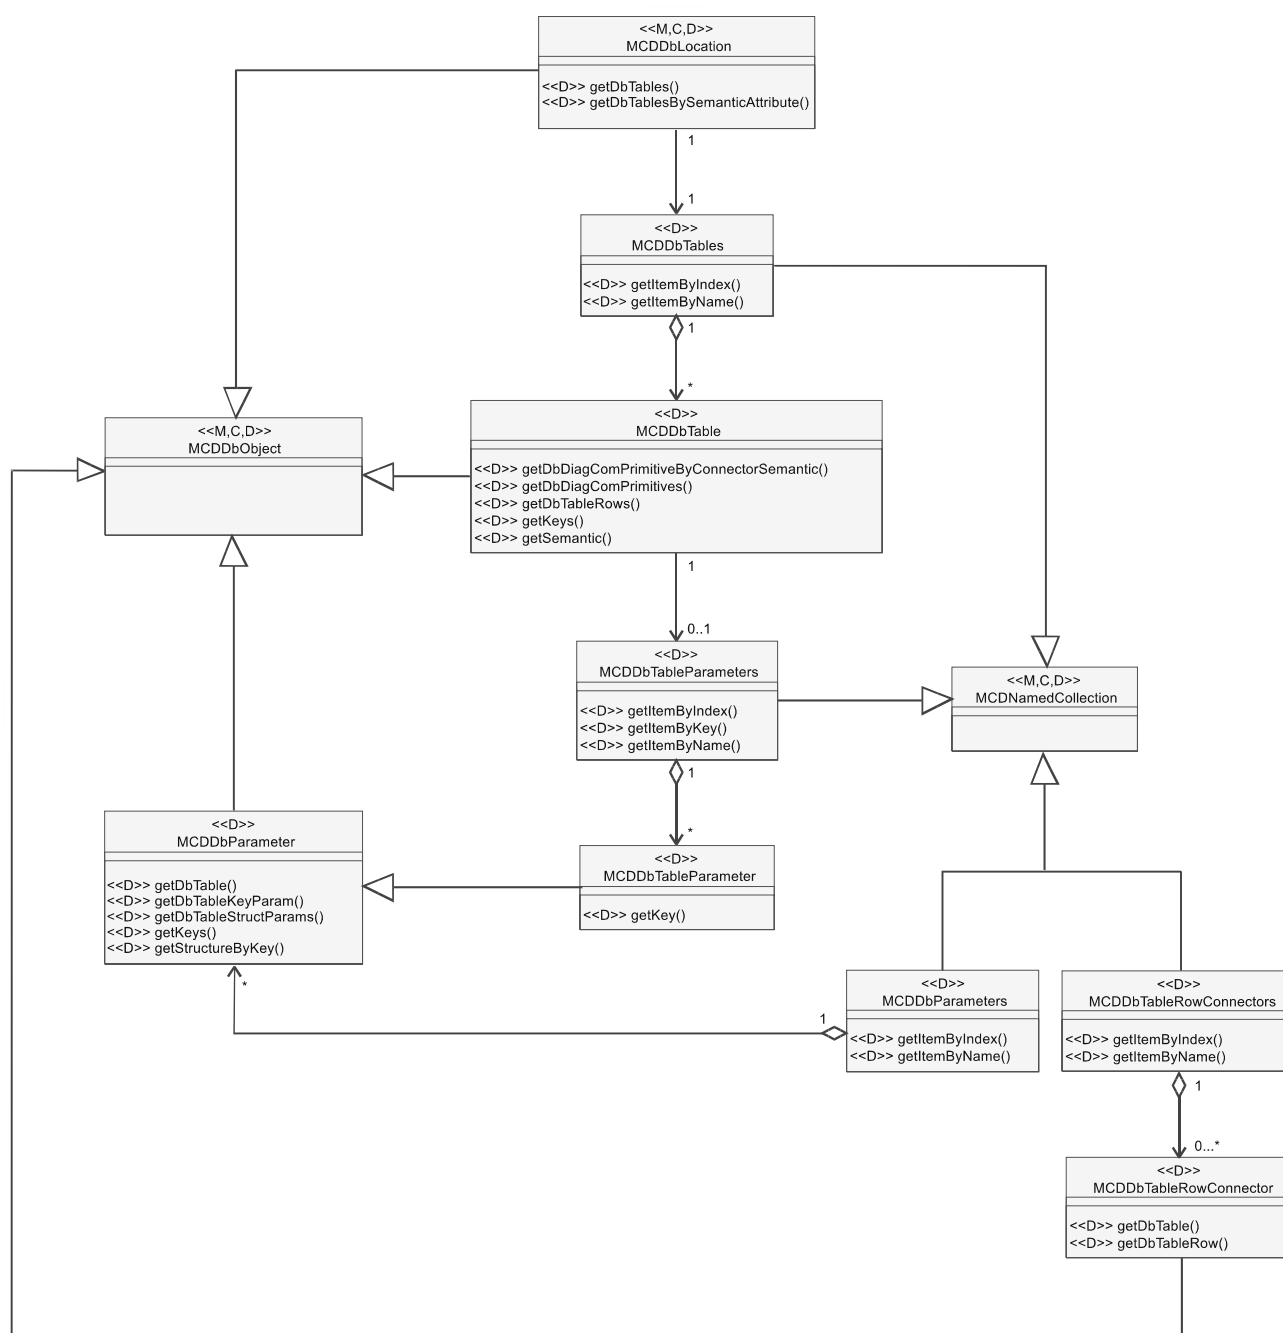 <<M,C,D>>
MCDDbLocation
<<D>> getDbTables()
<<D>> getDbTablesBySemanticAttribute()
1
1
<<D>>
MCDDbTables
<<D>> getItemByIndex()
<<D>> getItemByName()
1
*
<<D>>
MCDDbTable
<<D>> getDbDiagComPrimitiveByConnectorSemantic()
<<D>> getDbDiagComPrimitives()
<<D>> getDbTableRows()
<<D>> getKeys()
<<D>> getSemantic()
<<M,C,D>>
MCDDbObject
1
0..1
<<D>>
MCDDbTableParameters
<<D>> getItemByIndex()
<<D>> getItemByKey()
<<D>> getItemByName()
<<M,C,D>>
MCDNamedCollection
1
*
<<D>>
MCDDbParameter
<<D>> getDbTable()
<<D>> getDbTableKeyParam()
<<D>> getDbTableStructParams()
<<D>> getKeys()
<<D>> getStructureByKey()
*
<<D>>
MCDDbTableParameter
<<D>> getKey()
1
<<D>>
MCDDbParameters
<<D>> getItemByIndex()
<<D>> getItemByName()
<<D>>
MCDDbTableRowConnectors
<<D>> getItemByIndex()
<<D>> getItemByName()
1
0...*
<<D>>
MCDDbTableRowConnector
<<D>> getDbTable()
<<D>> getDbTableRow()